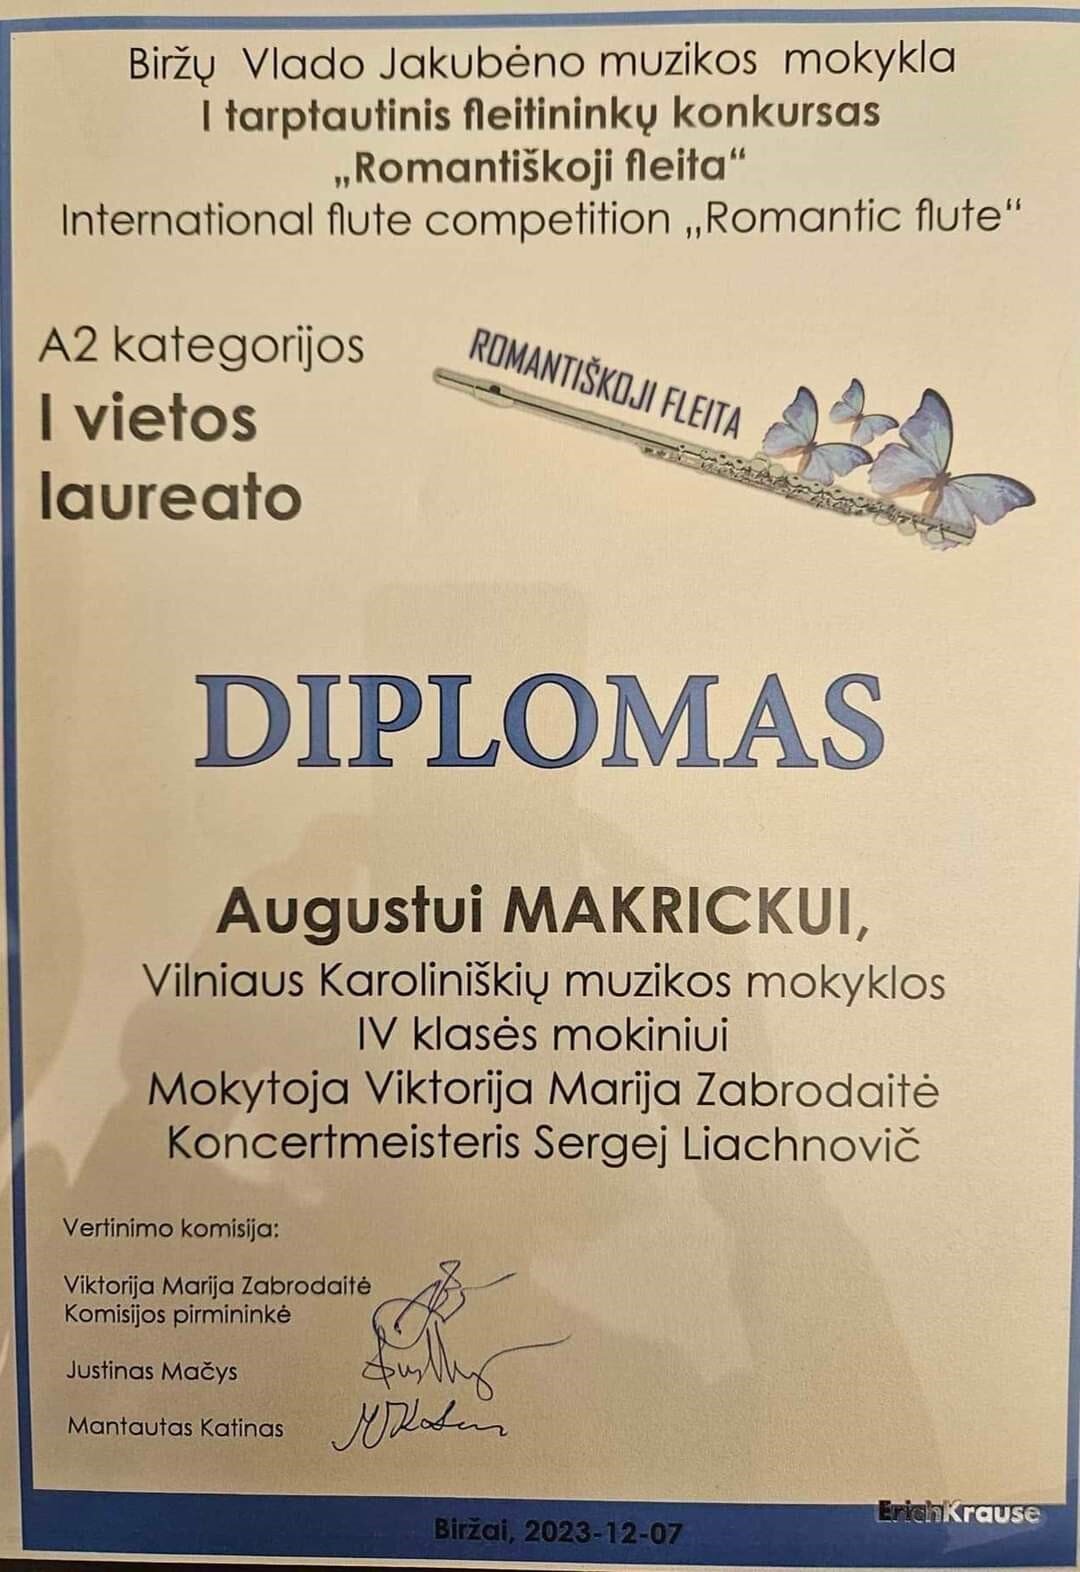 Biržų Vlado Jakubėno muzikos mokykla
I tarptautinis fleitininkų konkursas
„Romantiškoji fleita“
International flute competition „Romantic flute“
A2 kategorijos
I vietos
laureato
ROMANTIŠKOJI FLEITA
DIPLOMAS
Augustui MAKRICKUI,
Vilniaus Karoliniškių muzikos mokyklos
IV klasės mokiniui
Mokytoja Viktorija Marija Zabrodaitė
Koncertmeisteris Sergej Liachnovič
Vertinimo komisija:
Viktorija Marija Zabrodaitė
Komisijos pirmininkė
Justinas Mačys
Mantautas Katinas
ErichKrause
Biržai, 2023-12-07